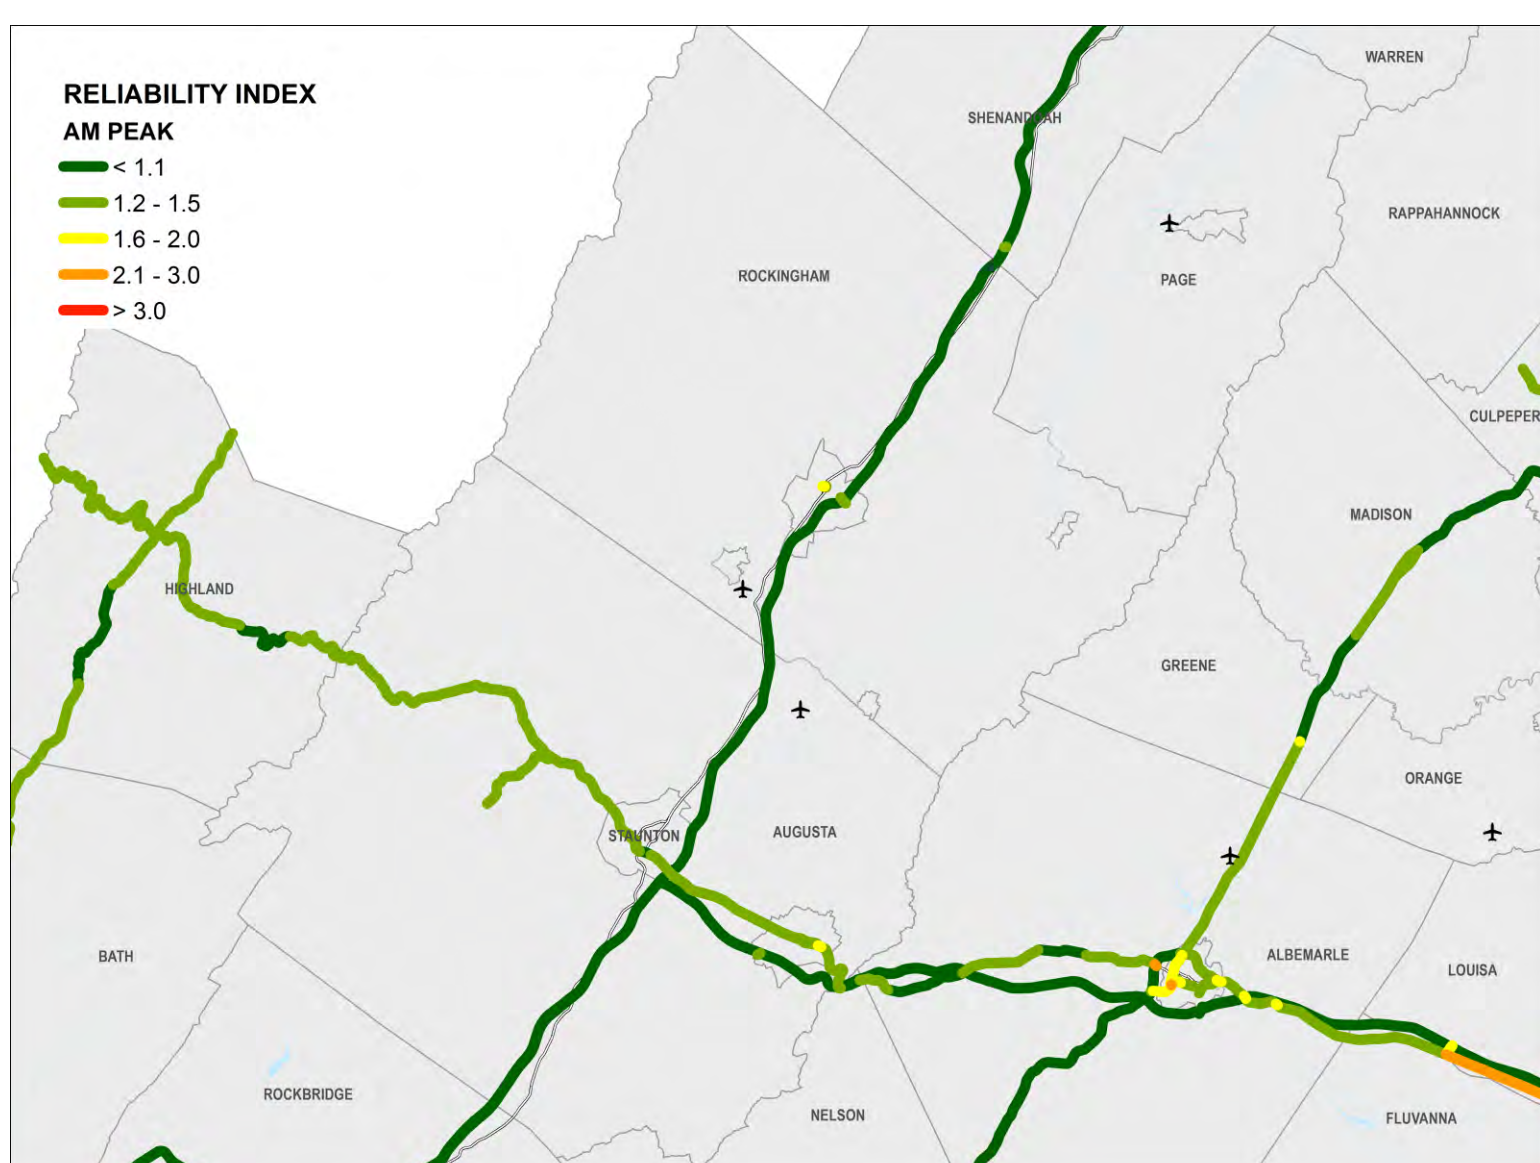 RELIABILITY INDEX
AM PEAK
< 1.1
1.2 - 1.5
1.6 - 2.0
2.1 - 3.0
> 3.0
WARREN
SHENANDOAH
RAPPAHANNOCK
ROCKINGHAM
PAGE
CULPEPER
MADISON
HIGHLAND
GREENE
ORANGE
STAUNTON
AUGUSTA
BATH
ALBEMARLE
LOUISA
ROCKBRIDGE
NELSON
FLUVANNA